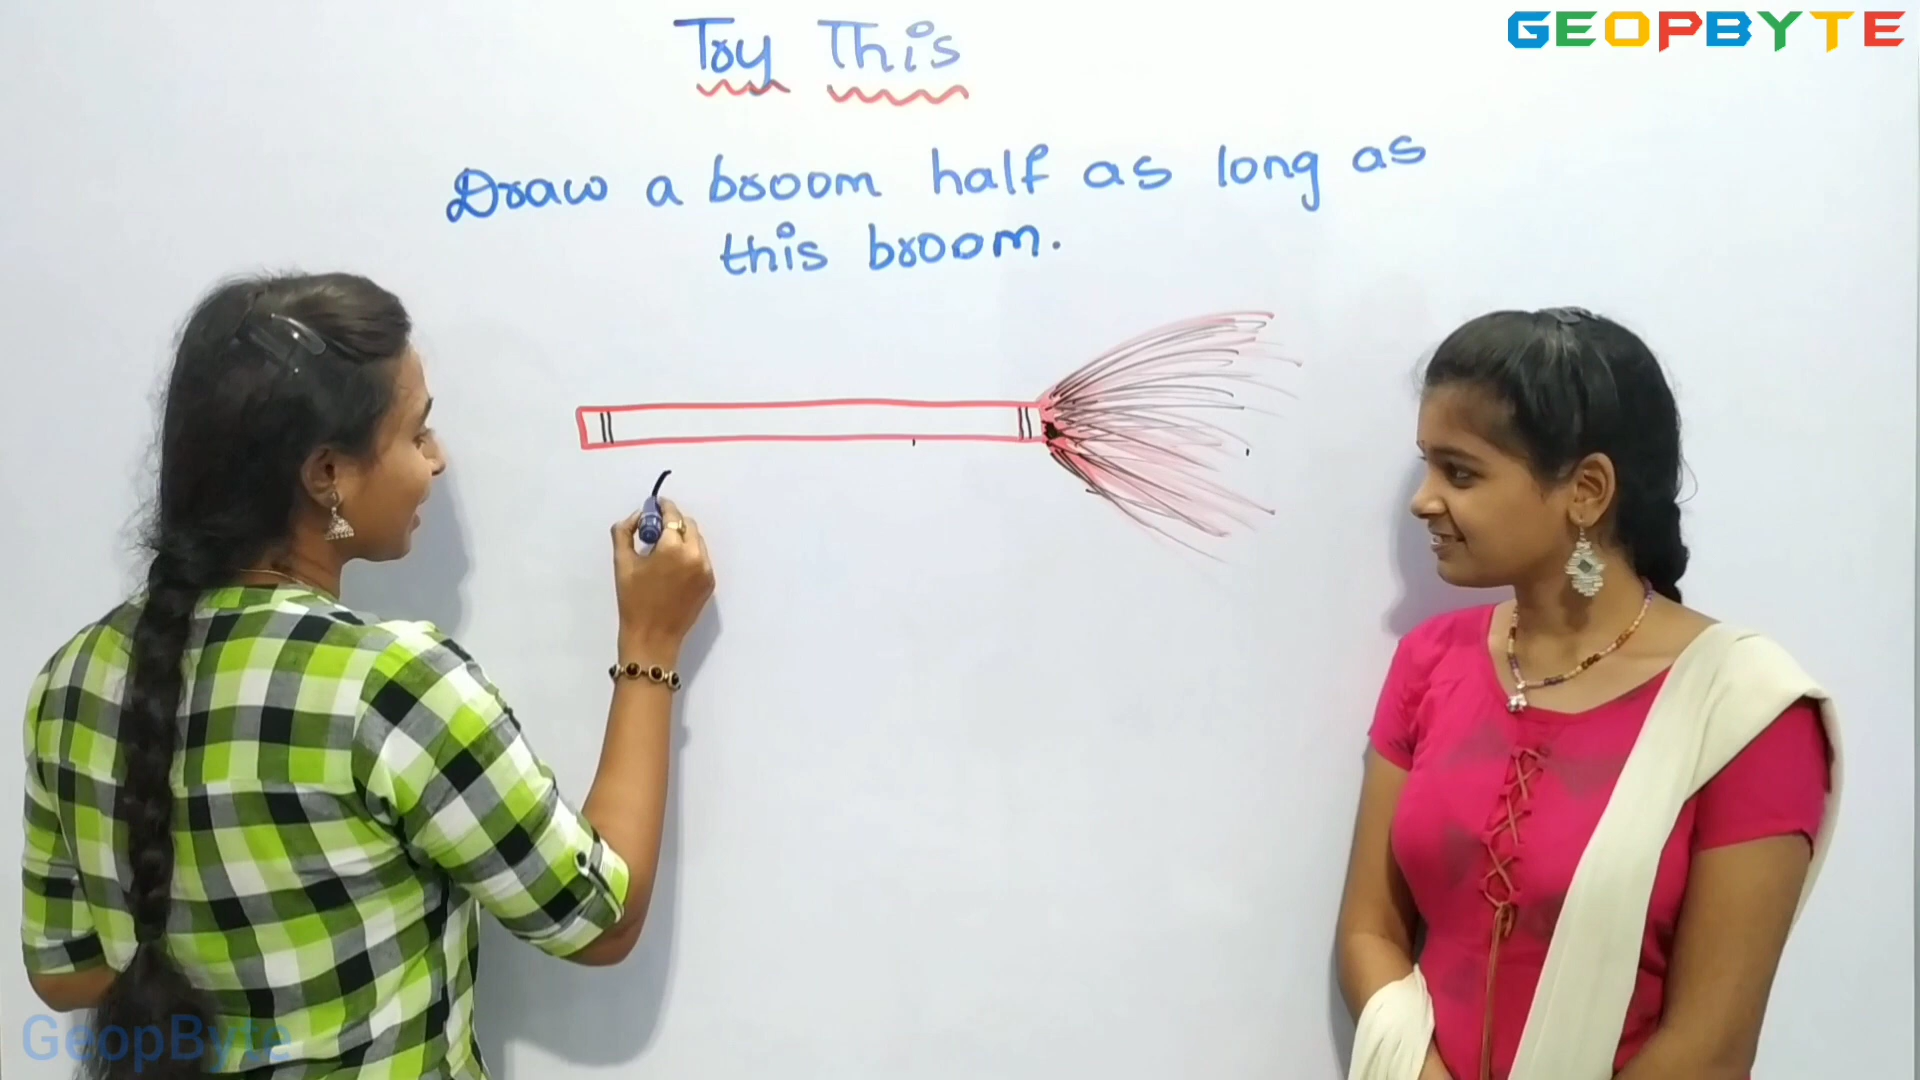 Try This
GEOPBYTE
Draw a broom half as long as
this broom.
GeopByte